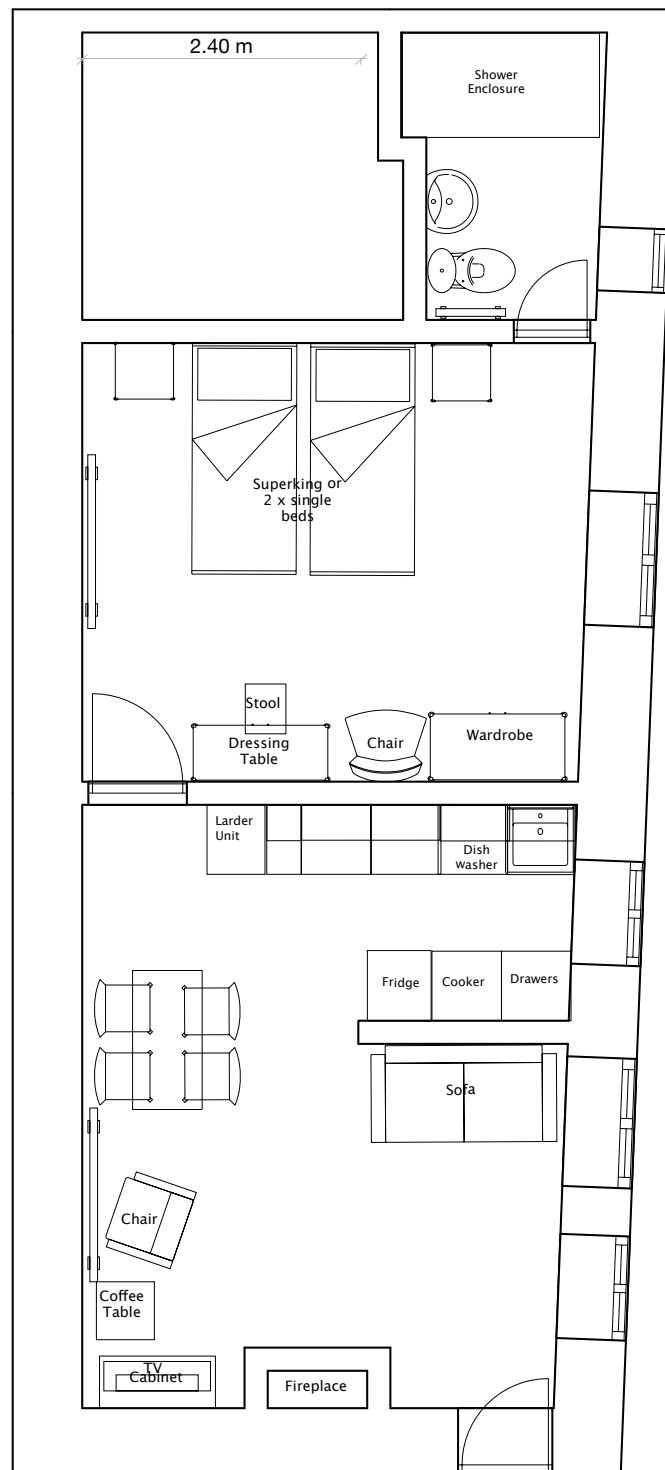 2.40 m
Shower
Enclosure
Superking or
2 x single
beds
Stool
Dressing
Table
Chair
Wardrobe
Larder
Unit
Dish
washer
Fridge
Cooker
Drawers
Sofa
Chair
Coffee
Table
TV
Cabinet
Fireplace